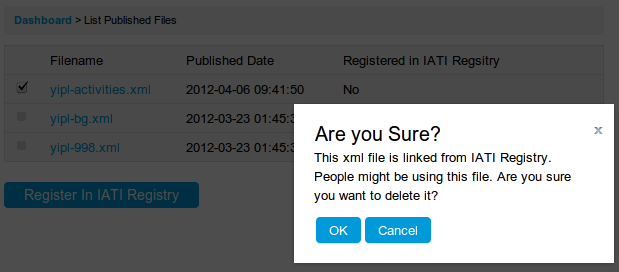 Dashboard > List Published Files
Filename Published Date Registered in IATI Regsitry
yipl-activities.xml 2012-04-06 09:41:50 No
yipl-bg.xml 2012-03-23 01:45:3
yipl-998.xml 2012-03-23 01:45:3
Register In IATI Registry
Are you Sure? x
This xml file is linked from IATI Registry.
People might be using this file. Are you sure
you want to delete it?
OK Cancel